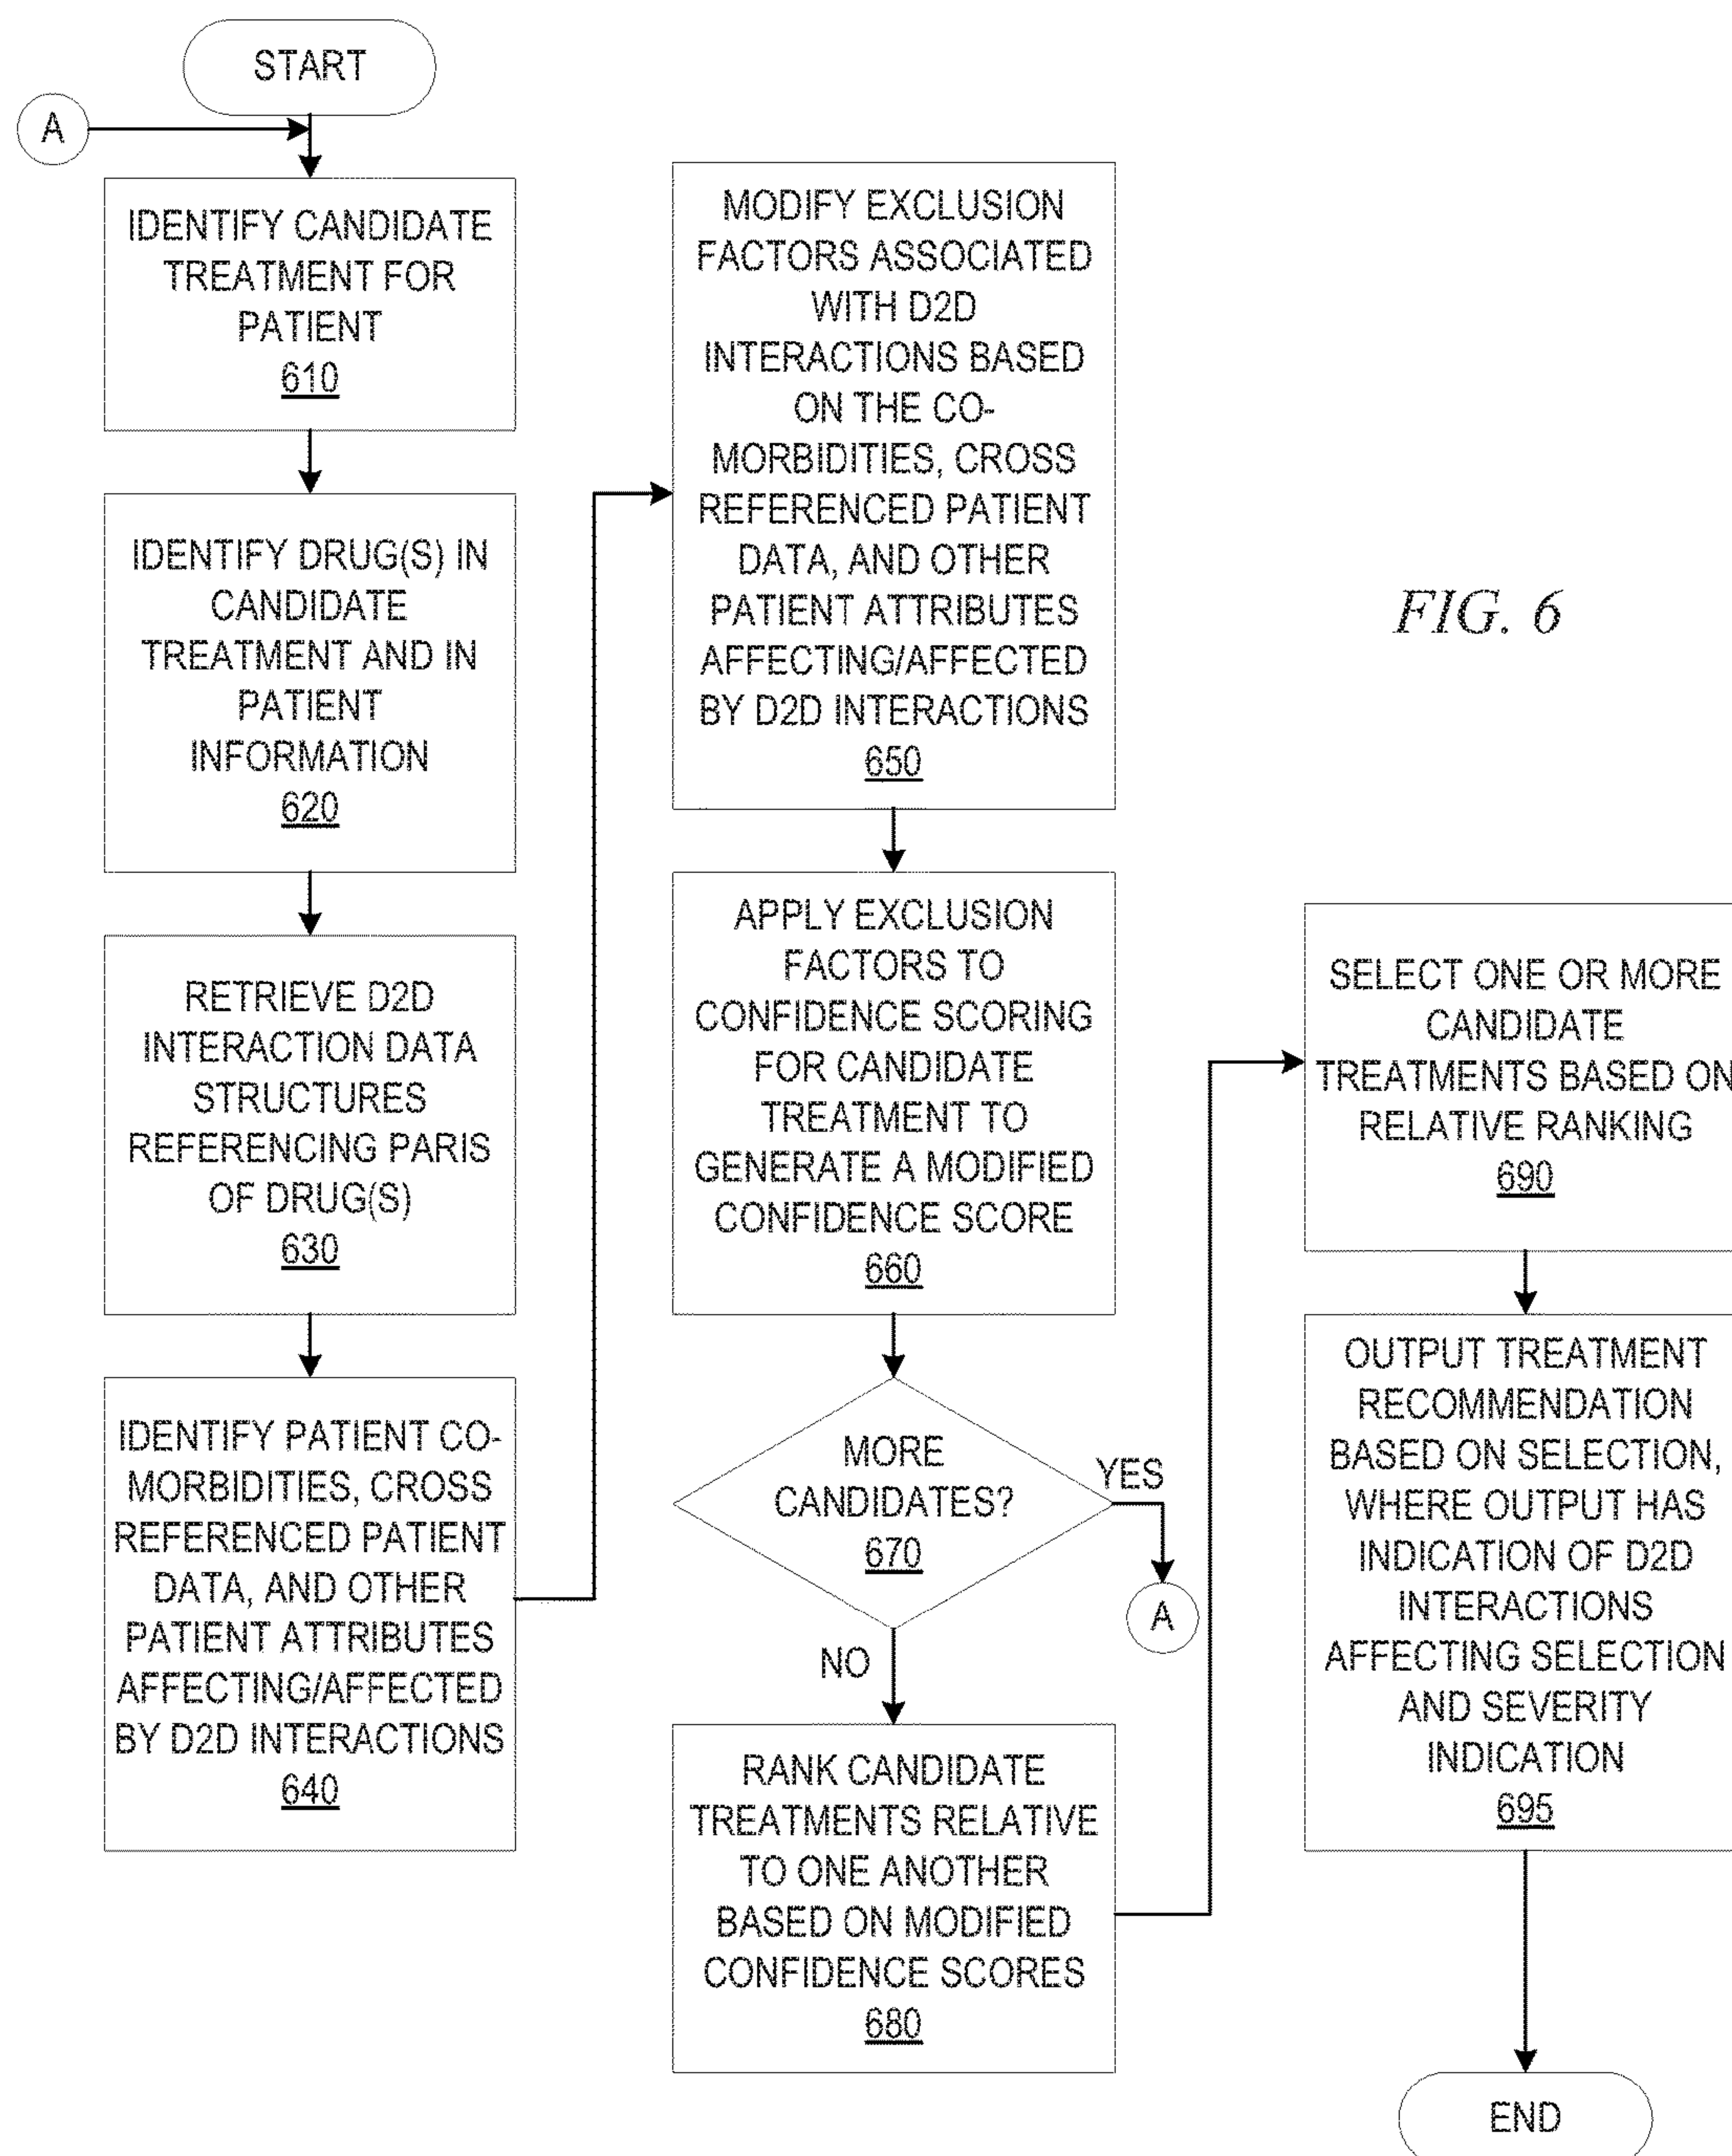 START
A
IDENTIFY CANDIDATE
TREATMENT FOR
PATIENT
610
IDENTIFY DRUG(S) IN
CANDIDATE
TREATMENT AND IN
PATIENT
INFORMATION
620
RETRIEVE D2D
INTERACTION DATA
STRUCTURES
REFERENCING PARIS
OF DRUG(S)
630
IDENTIFY PATIENT CO-
MORBIDITIES, CROSS
REFERENCED PATIENT
DATA, AND OTHER
PATIENT ATTRIBUTES
AFFECTING/AFFECTED
BY D2D INTERACTIONS
640
MODIFY EXCLUSION
FACTORS ASSOCIATED
WITH D2D
INTERACTIONS BASED
ON THE CO-
MORBIDITIES, CROSS
REFERENCED PATIENT
DATA, AND OTHER
PATIENT ATTRIBUTES
AFFECTING/AFFECTED
BY D2D INTERACTIONS
650
APPLY EXCLUSION
FACTORS TO
CONFIDENCE SCORING
FOR CANDIDATE
TREATMENT TO
GENERATE A MODIFIED
CONFIDENCE SCORE
660
MORE
CANDIDATES?
670
YES
A
NO
RANK CANDIDATE
TREATMENTS RELATIVE
TO ONE ANOTHER
BASED ON MODIFIED
CONFIDENCE SCORES
680
FIG. 6
SELECT ONE OR MORE
CANDIDATE
TREATMENTS BASED ON
RELATIVE RANKING
690
OUTPUT TREATMENT
RECOMMENDATION
BASED ON SELECTION,
WHERE OUTPUT HAS
INDICATION OF D2D
INTERACTIONS
AFFECTING SELECTION
AND SEVERITY
INDICATION
695
END